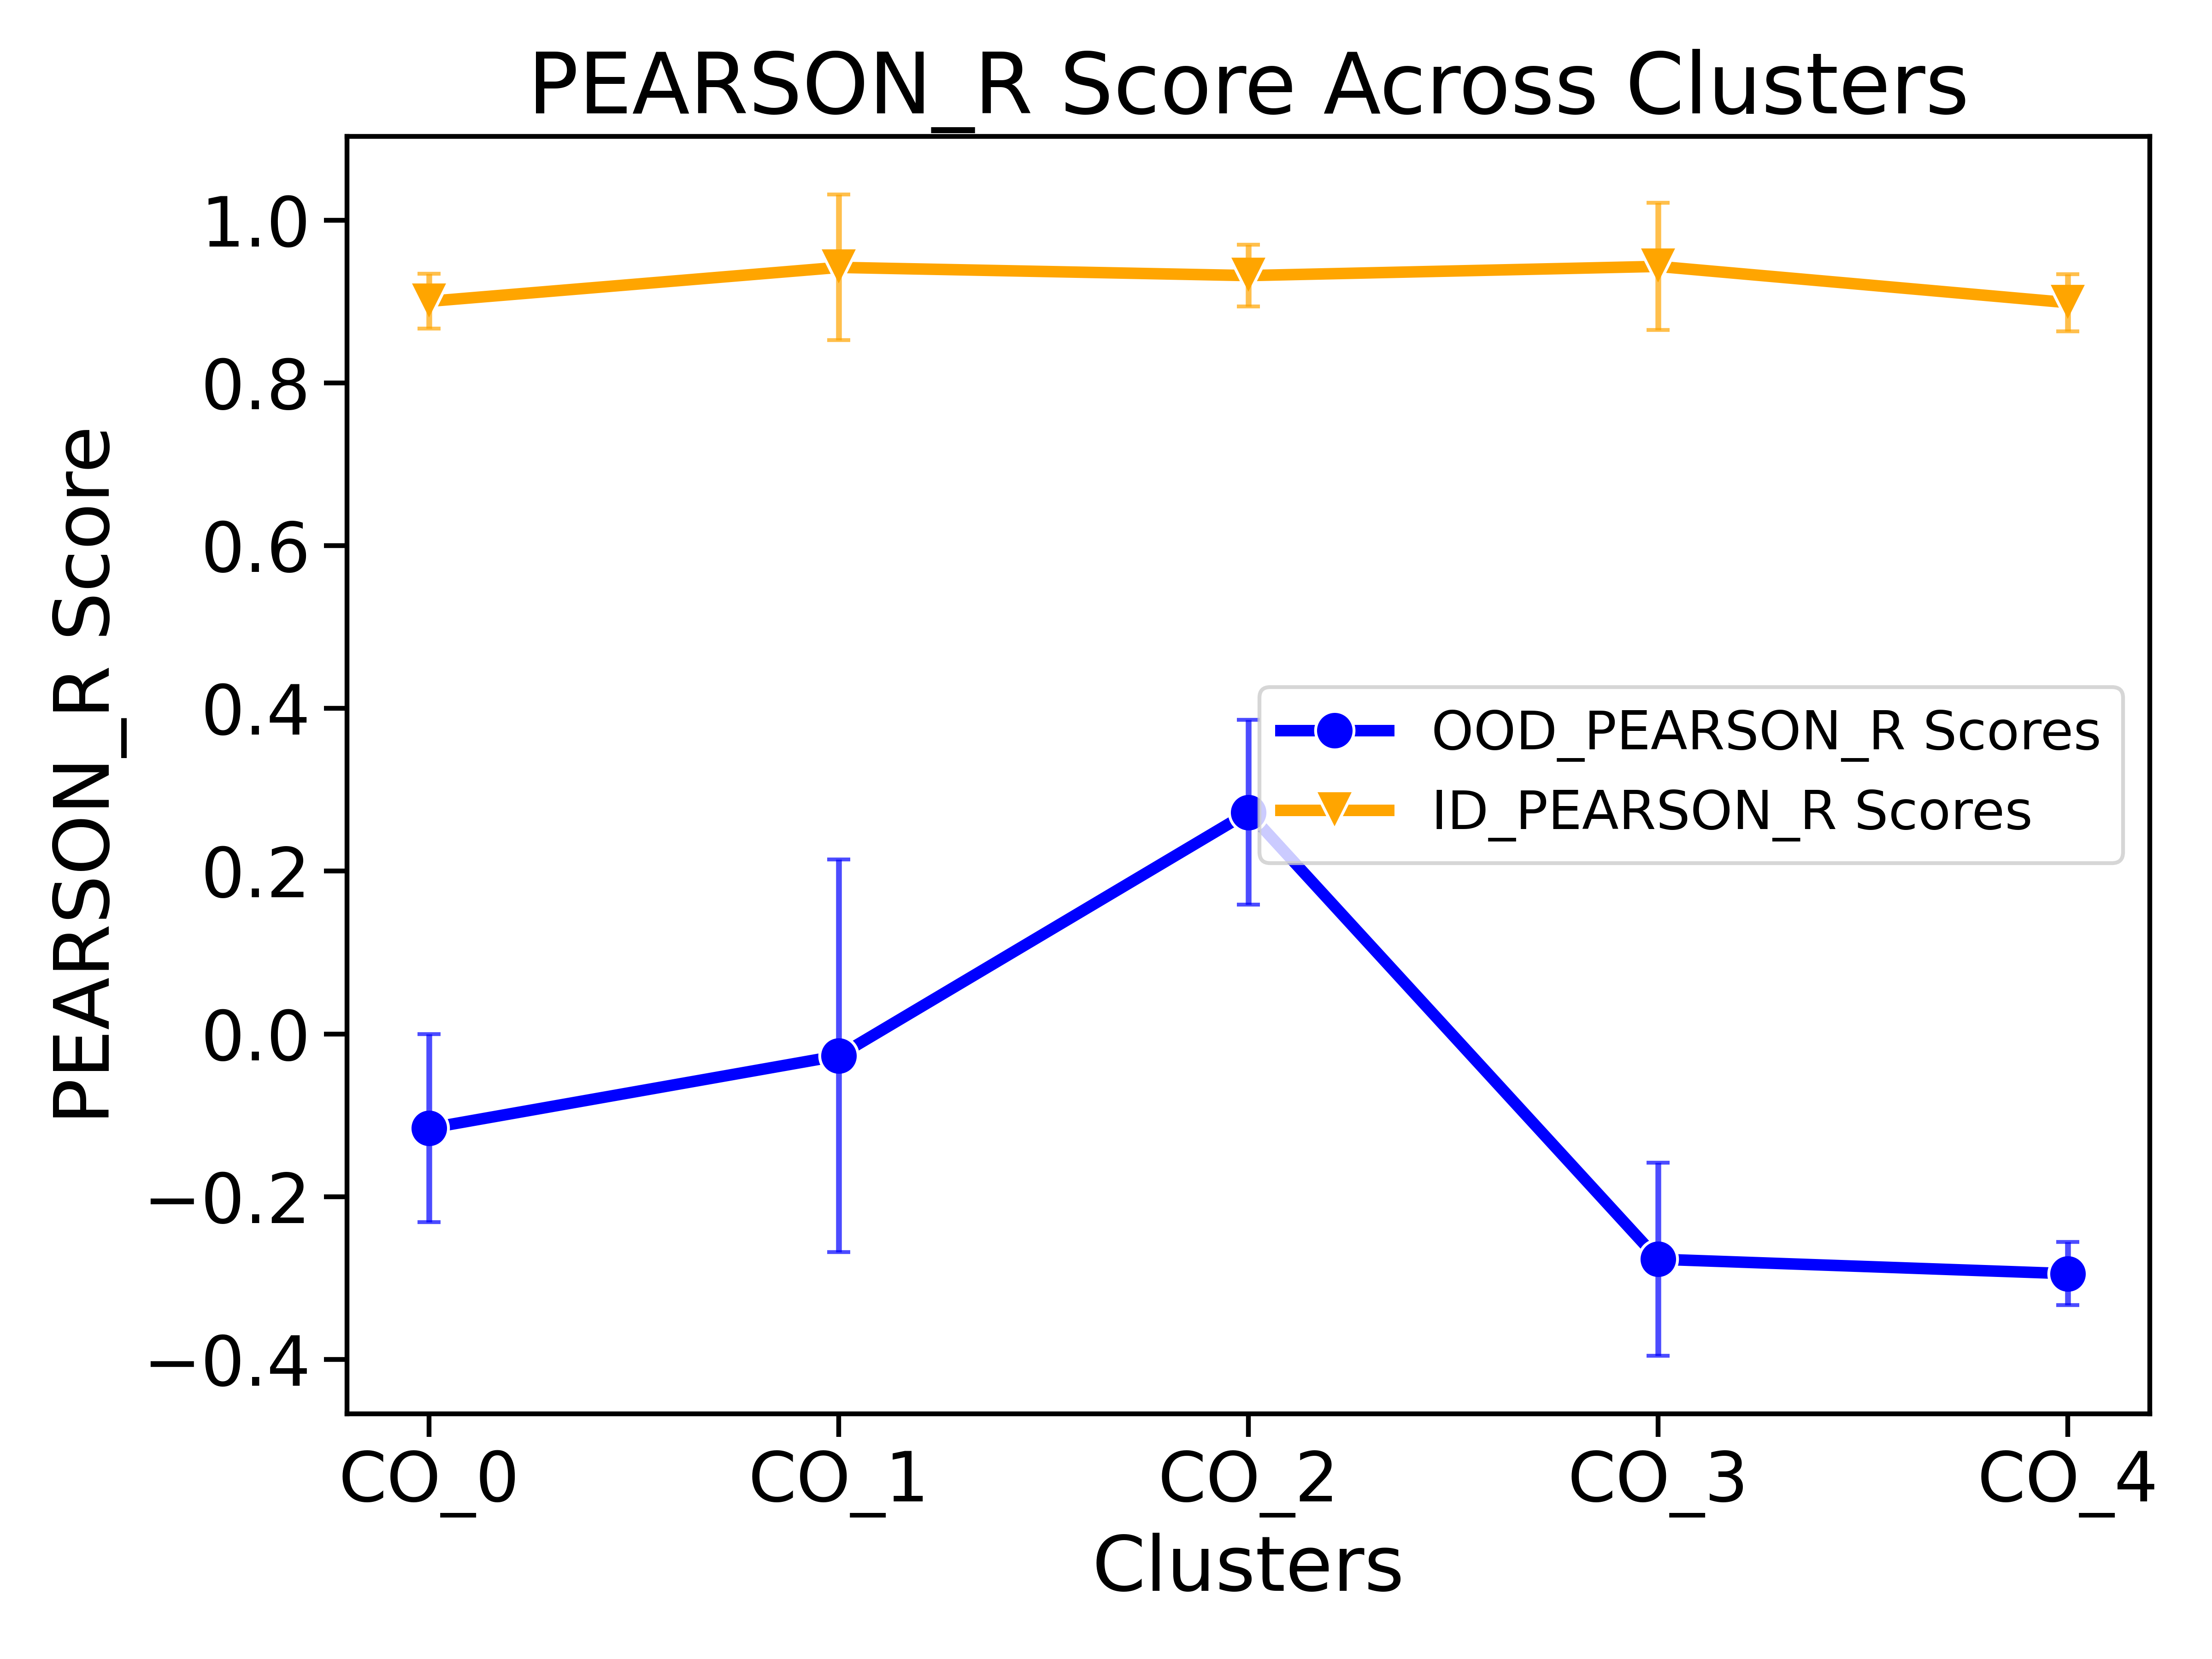 PEARSON_R Score Across Clusters
PEARSON_R Score
1.0
0.8
0.6
0.4
0.2
0.0
−0.2
−0.4
OOD_PEARSON_R Scores
ID_PEARSON_R Scores
CO_0 CO_1 CO_2 CO_3 CO_4
Clusters